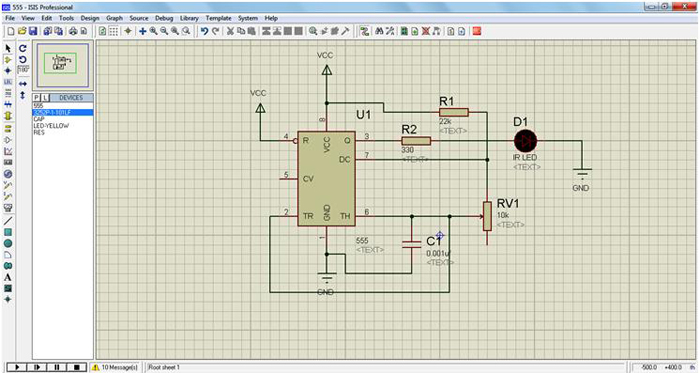 555 - ISIS Professional
File View Edit Tools Design Graph Source Debug Library Template System Help
P L DEVICES
555
CAP
LED-YELLOW
RES
VCC
VCC
R1
22k
<TEXT>
U1
8
4 R
VCC
Q 3
R2
330
<TEXT>
D1
IR LED
<TEXT>
DC 7
5 CV
GND
RV1
10k
<TEXT>
2 TR
GND
TH 6
1
555
<TEXT>
C1
0.001u
<TEXT>
GND
10 Message(s) Root sheet 1 -500.0 +400.0 th